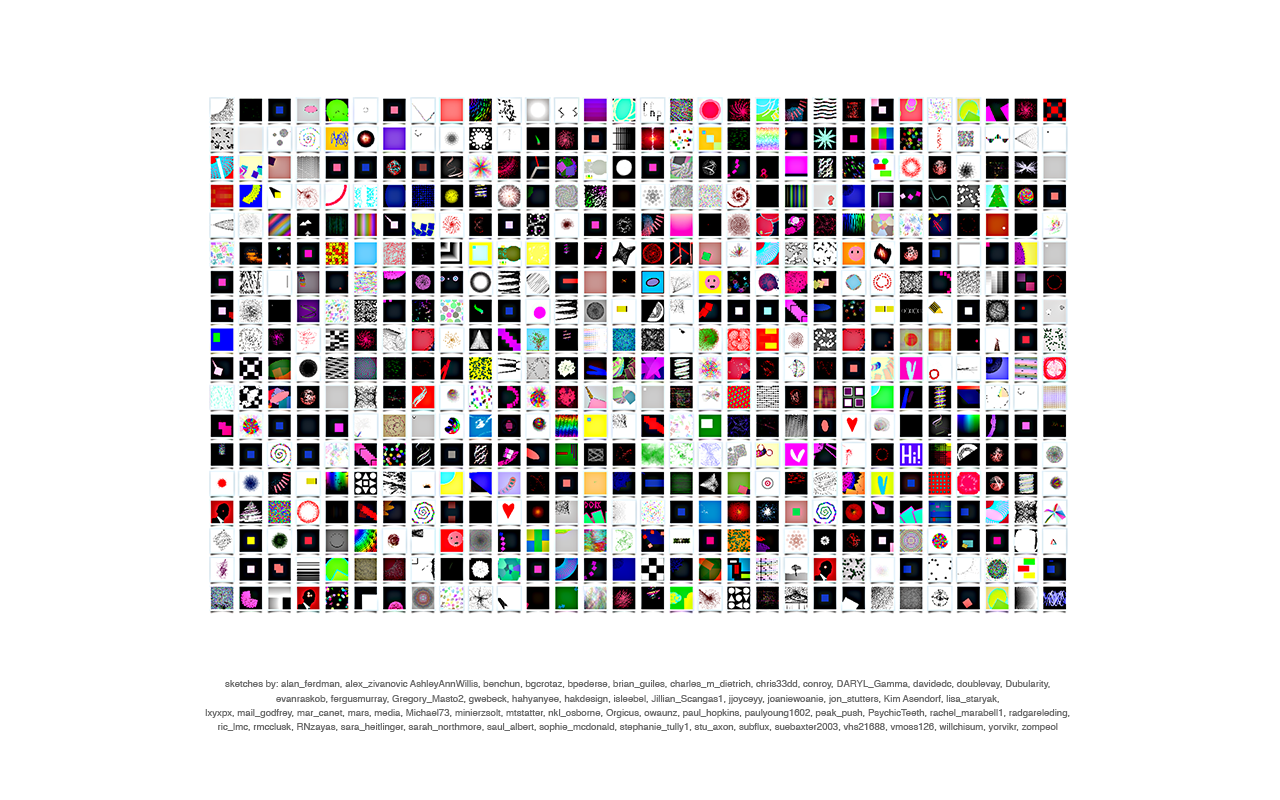 Hi!
sketches by: alan_ferdman, alex_zivanovic AshleyAnnWillis, benchun, bgcrotaz, bpederse, brian_guiles, charles_m_dietrich, chris33dd, conroy, DARYL_Gamma, davidedc, doublevay, Dubularity,
evanraskob, fergusmurray, Gregory_Masto2, gwebeck, hahyanyee, hakdesign, isleebel, Jillian_Scangas1, jjoyceyy, joaniewoanie, jon_stutters, Kim Asendorf, lisa_staryak,
lxyxpx, mail_godfrey, mar_canet, mars, media, Michael73, minierzsolt, mtstatter, nkl_osborne, Orgicus, owaunz, paul_hopkins, paulyoung1602, peak_push, PsychicTeeth, rachel_marabell1, radgareleding,
ric_lmc, rmcclusk, RNzayas, sara_heitlinger, sarah_northmore, saul_albert, sophie_mcdonald, stephanie_tully1, stu_axon, subflux, suebaxter2003, vhs21688, vmoss126, willchisum, yorvikr, zompeol